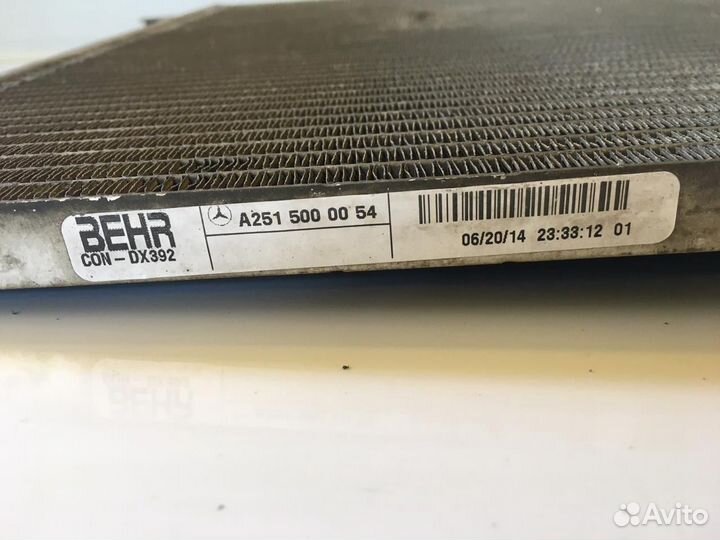 BEHR
CON-DX392
A251 500 00 54
06/20/14 23:33:12 01
Avito